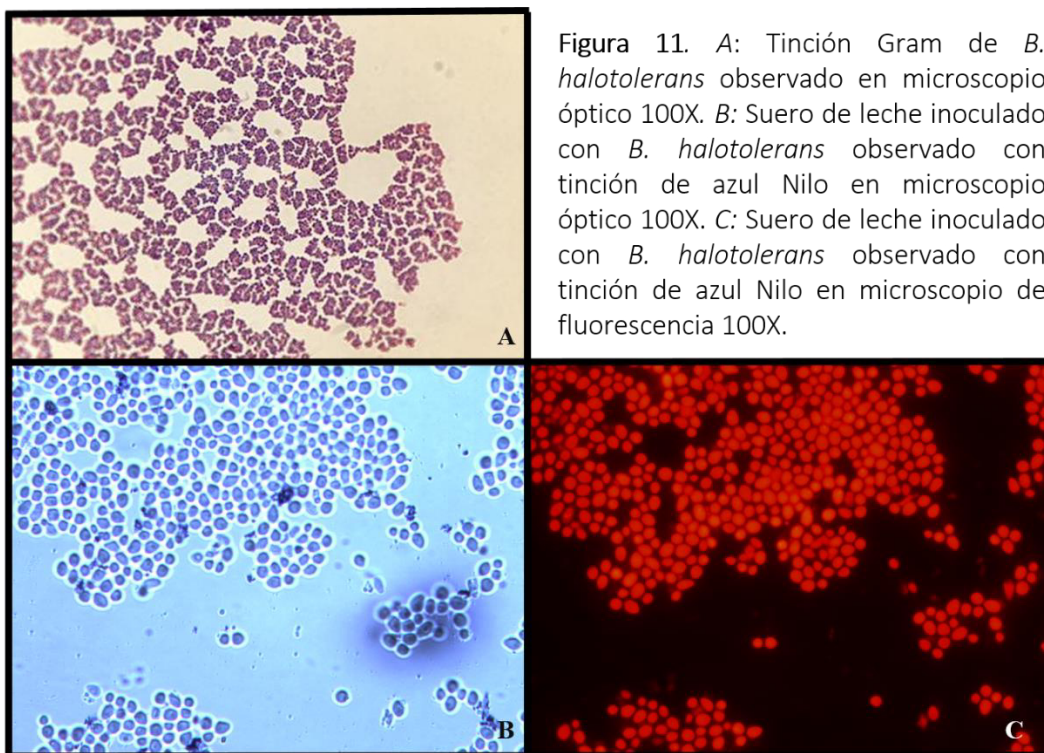 Figura 11. A: Tinción Gram de B.
halotolerans observado en microscopio
óptico 100X. B: Suero de leche inoculado
con B. halotolerans observado con
tinción de azul Nilo en microscopio
óptico 100X. C: Suero de leche inoculado
con B. halotolerans observado con
tinción de azul Nilo en microscopio de
fluorescencia 100X.
A
B
C